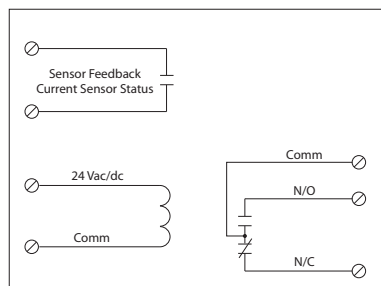 Sensor Feedback
Current Sensor Status
24 Vac/dc
Comm
Comm
N/O
N/C